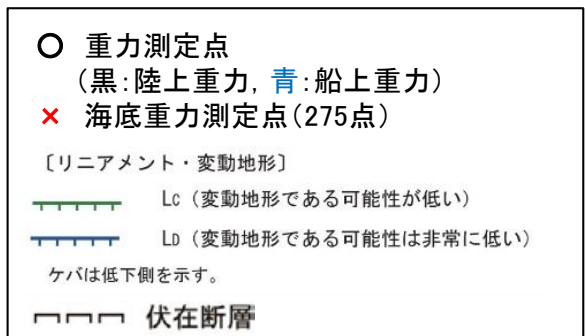 ○ 重力測定点
（黒：陸上重力，青：船上重力）
× 海底重力測定点（275点）
〔リニアメント・変動地形〕
LC（変動地形である可能性が低い）
LD（変動地形である可能性は非常に低い）
ケバは低下側を示す。
伏在断層